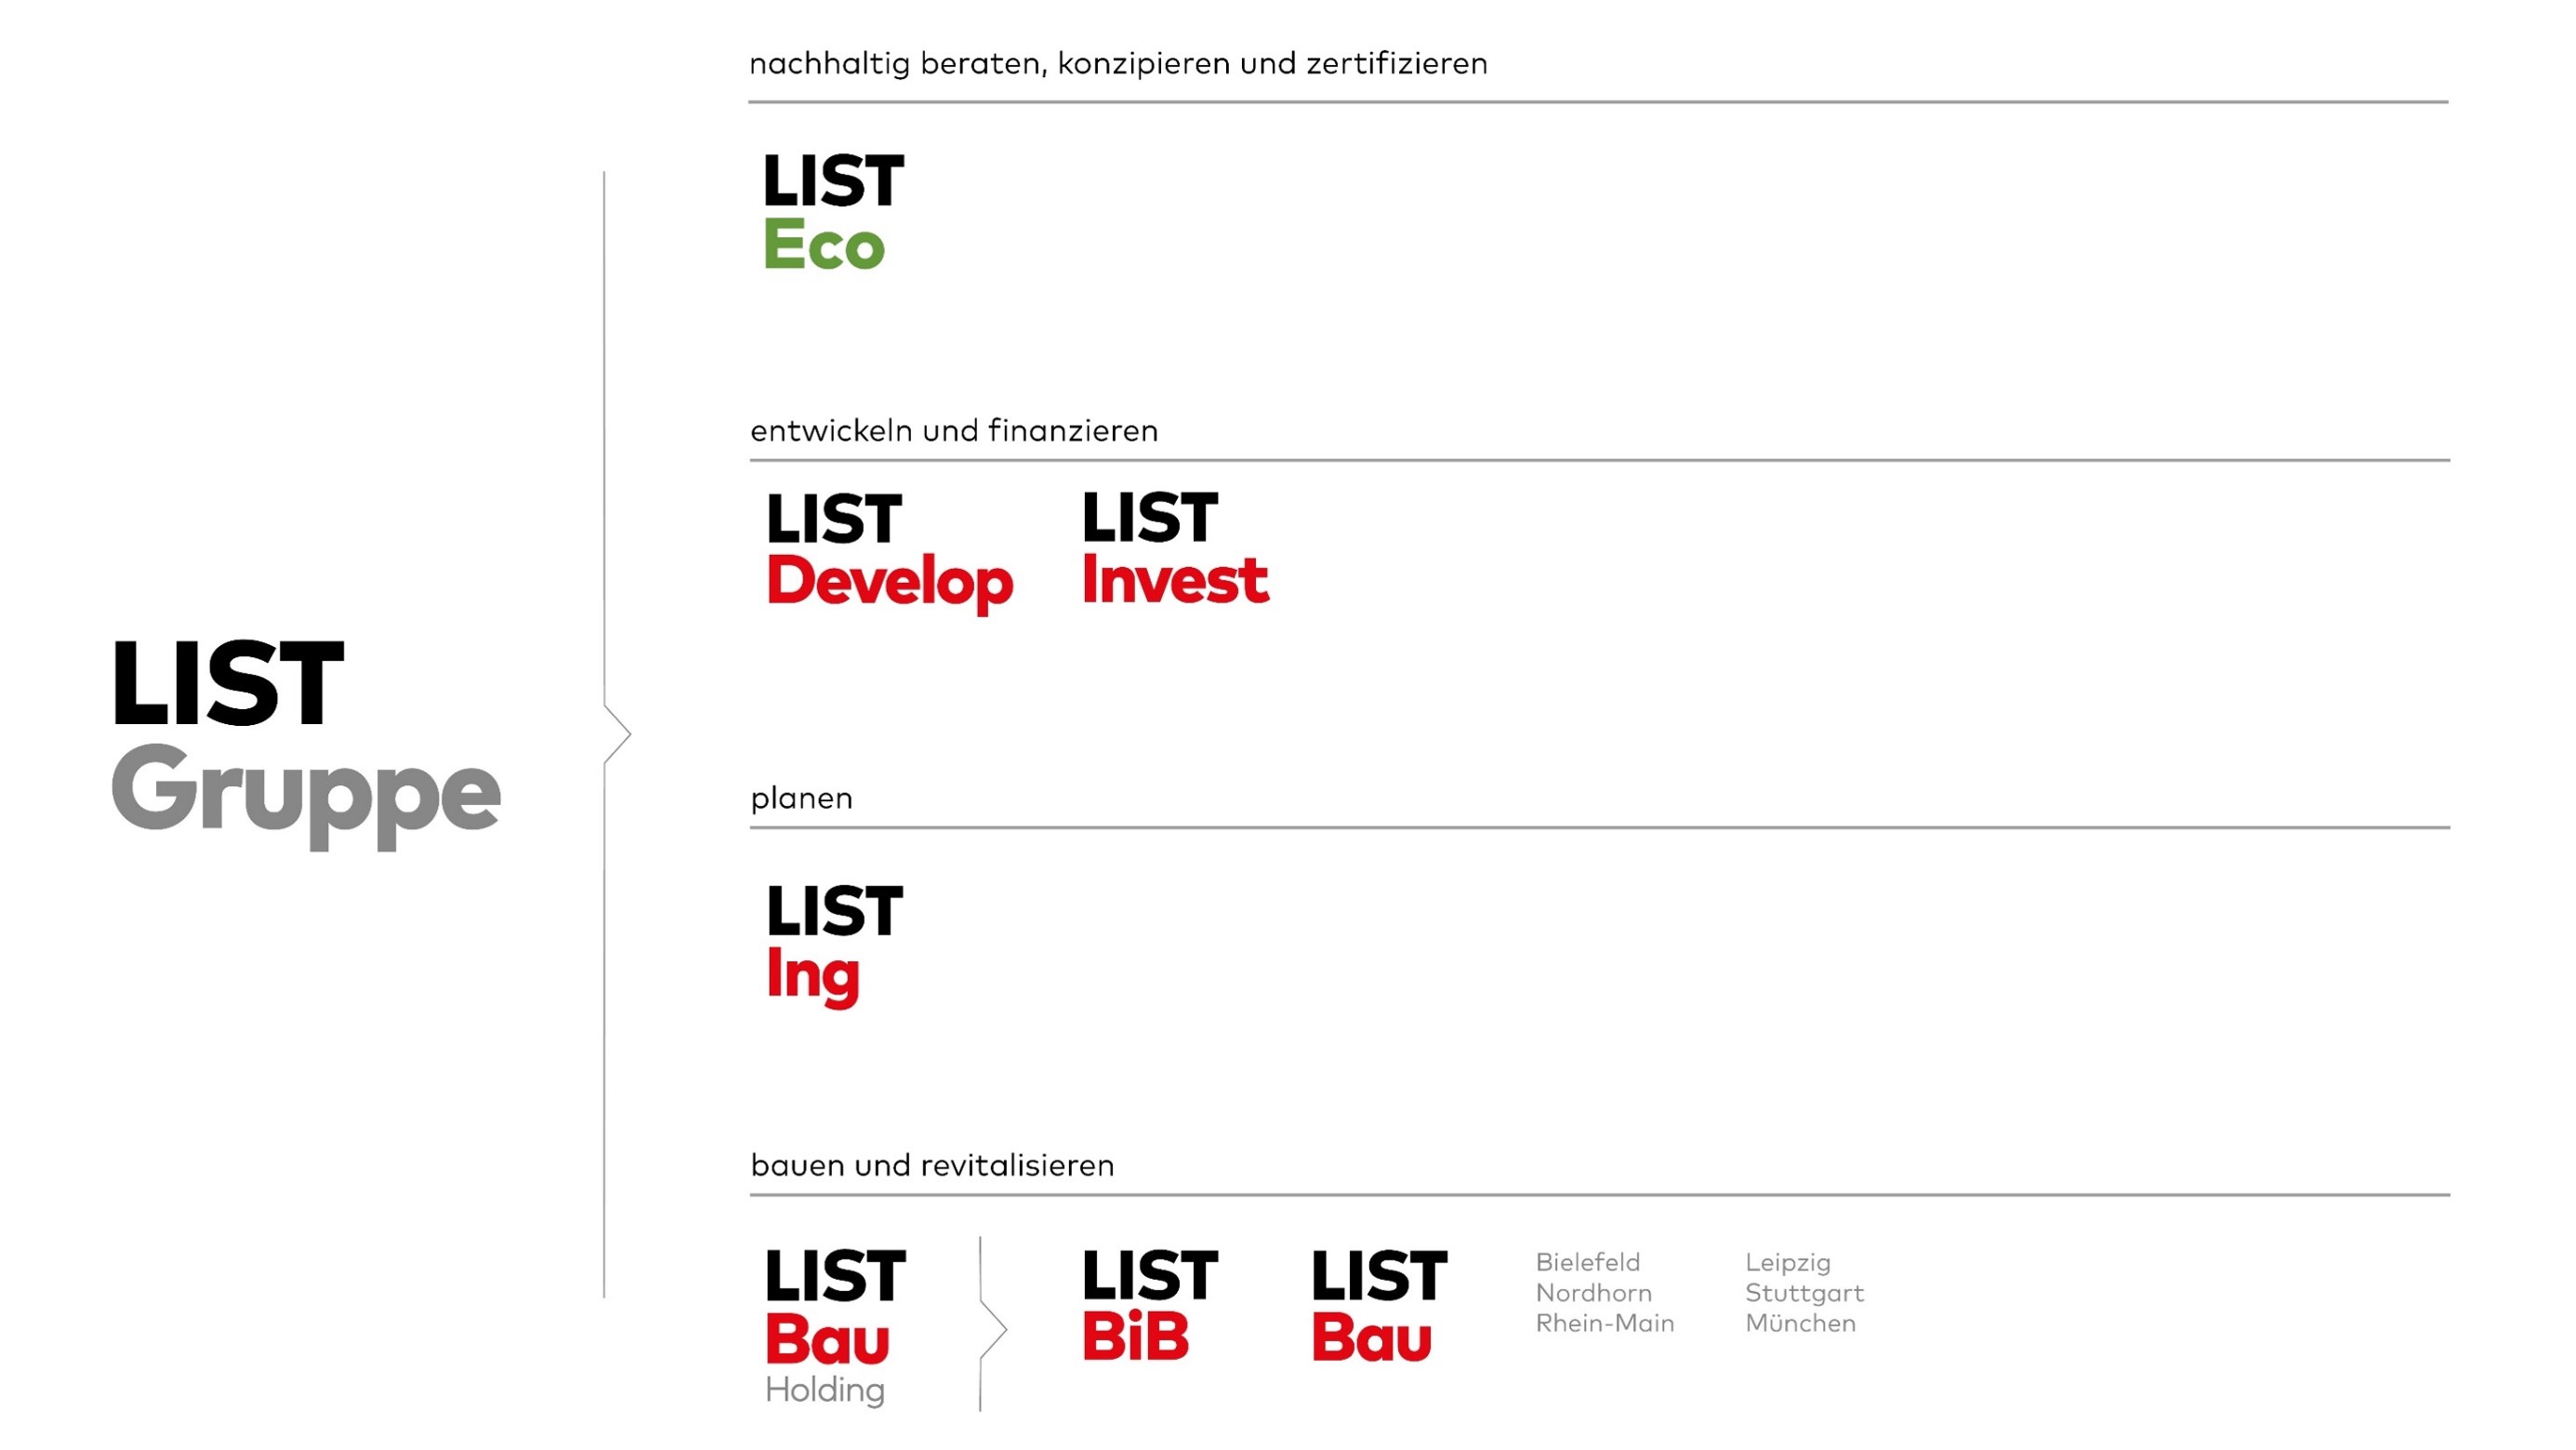 nachhaltig beraten, konzipieren und zertifizieren
LIST
Eco
entwickeln und finanzieren
LIST
Develop
LIST
Invest
LIST
Gruppe
planen
LIST
Ing
bauen und revitalisieren
LIST
Bau
Holding
LIST
BiB
LIST
Bau
Bielefeld
Nordhorn
Rhein-Main
Leipzig
Stuttgart
München